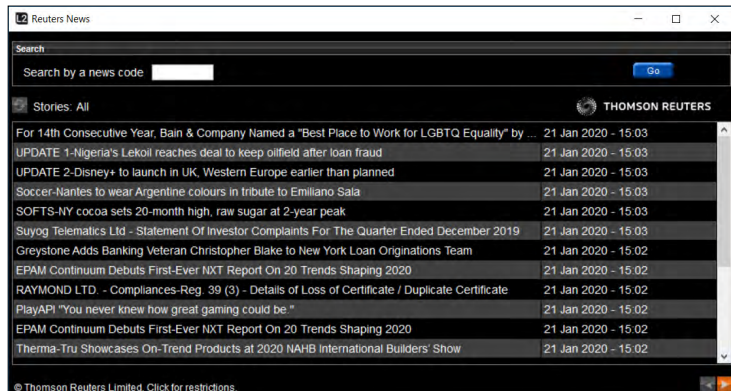 L2 Reuters News
Search
Search by a news code Go
Stories: All THOMSON REUTERS
For 14th Consecutive Year, Bain & Company Named a "Best Place to Work for LGBTQ Equality" by ... 21 Jan 2020 - 15:03
UPDATE 1-Nigeria's Lekoil reaches deal to keep oilfield after loan fraud 21 Jan 2020 - 15:03
UPDATE 2-Disney+ to launch in UK, Western Europe earlier than planned 21 Jan 2020 - 15:03
Soccer-Nantes to wear Argentine colours in tribute to Emiliano Sala 21 Jan 2020 - 15:03
SOFTS-NY cocoa sets 20-month high, raw sugar at 2-year peak 21 Jan 2020 - 15:03
Suyog Telematics Ltd - Statement Of Investor Complaints For The Quarter Ended December 2019 21 Jan 2020 - 15:03
Greystone Adds Banking Veteran Christopher Blake to New York Loan Originations Team 21 Jan 2020 - 15:02
EPAM Continuum Debuts First-Ever NXT Report On 20 Trends Shaping 2020 21 Jan 2020 - 15:02
RAYMOND LTD. - Compliances-Reg. 39 (3) - Details of Loss of Certificate / Duplicate Certificate 21 Jan 2020 - 15:02
PlayAPI "You never knew how great gaming could be." 21 Jan 2020 - 15:02
EPAM Continuum Debuts First-Ever NXT Report On 20 Trends Shaping 2020 21 Jan 2020 - 15:02
Therma-Tru Showcases On-Trend Products at 2020 NAHB International Builders' Show 21 Jan 2020 - 15:02
© Thomson Reuters Limited. Click for restrictions.